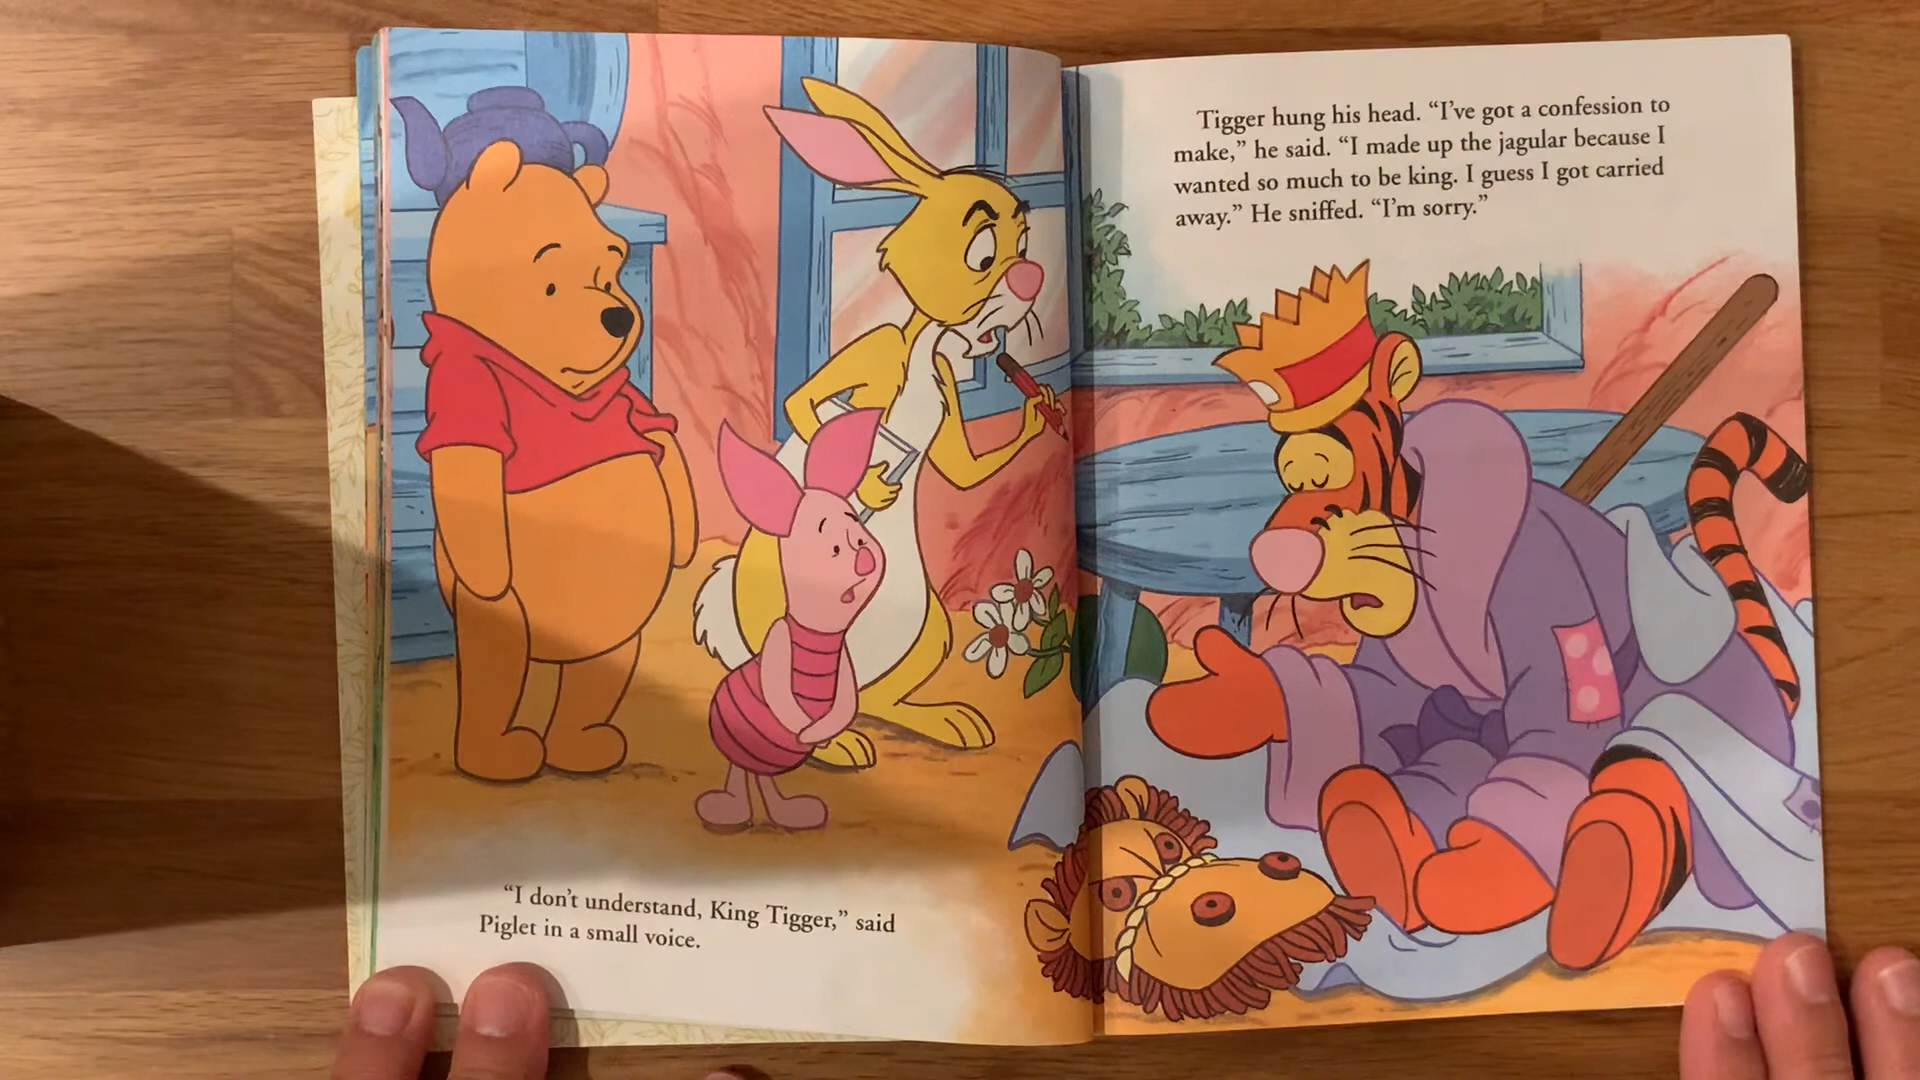 “I don’t understand, King Tigger,” said
Piglet in a small voice.
Tigger hung his head. “I’ve got a confession to
make,” he said. “I made up the jagular because I
wanted so much to be king. I guess I got carried
away.” He sniffed. “I’m sorry.”